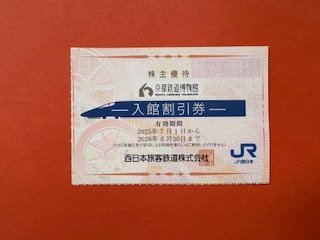 株主優待
京都鉄道博物館
KYOTO RAILWAY MUSEUM
入館割引券
有効期間
2025年7月1日から
2026年6月30日まで
西日本旅客鉄道株式会社
JR
JR西日本